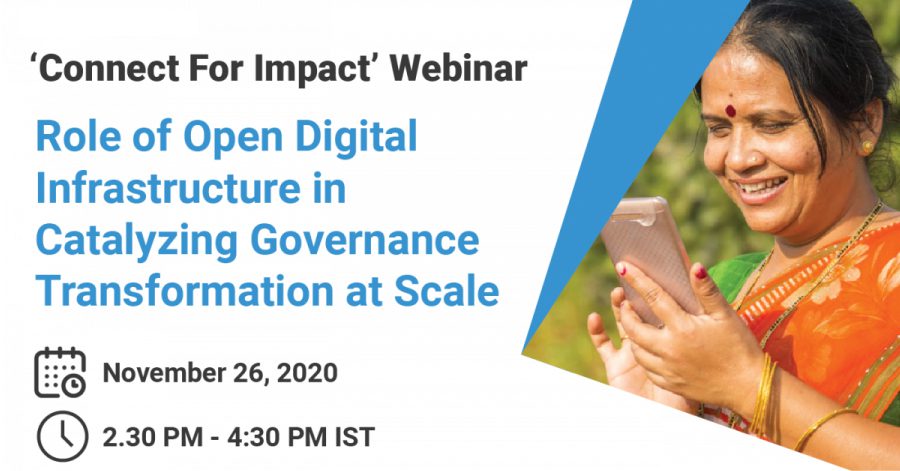 ‘Connect For Impact’ Webinar
Role of Open Digital
Infrastructure in
Catalyzing Governance
Transformation at Scale
November 26, 2020
2.30 PM - 4:30 PM IST